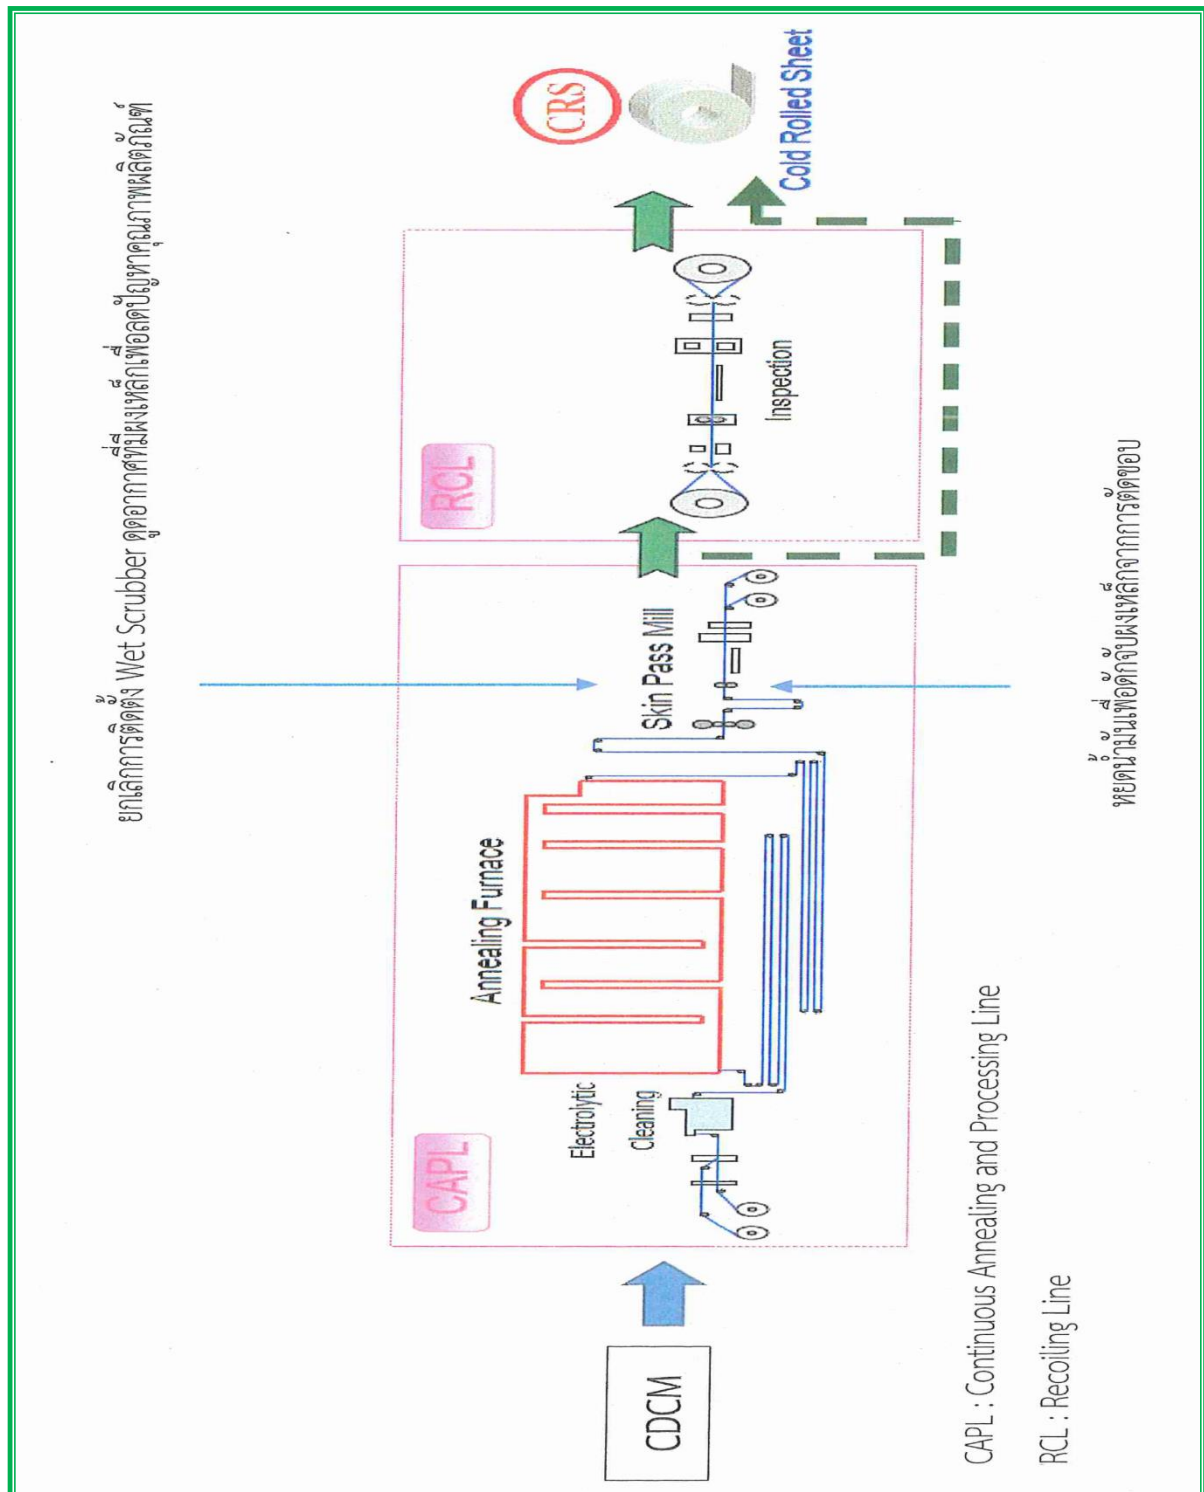 ยกเลิกการติดตั้ง Wet Scrubber ดูดอากาศที่มีผงเหล็กเพื่อลดปัญหาคุณภาพผลิตภัณฑ์
CDCM
CAPL
Electrolytic
Cleaning
Annealing Furnace
Skin Pass Mill
RCL
Inspection
CRS
Cold Rolled Sheet
หยดน้ำมันเพื่อดักจับผงเหล็กจากการตัดขอบ
CAPL : Continuous Annealing and Processing Line
RCL : Recoiling Line